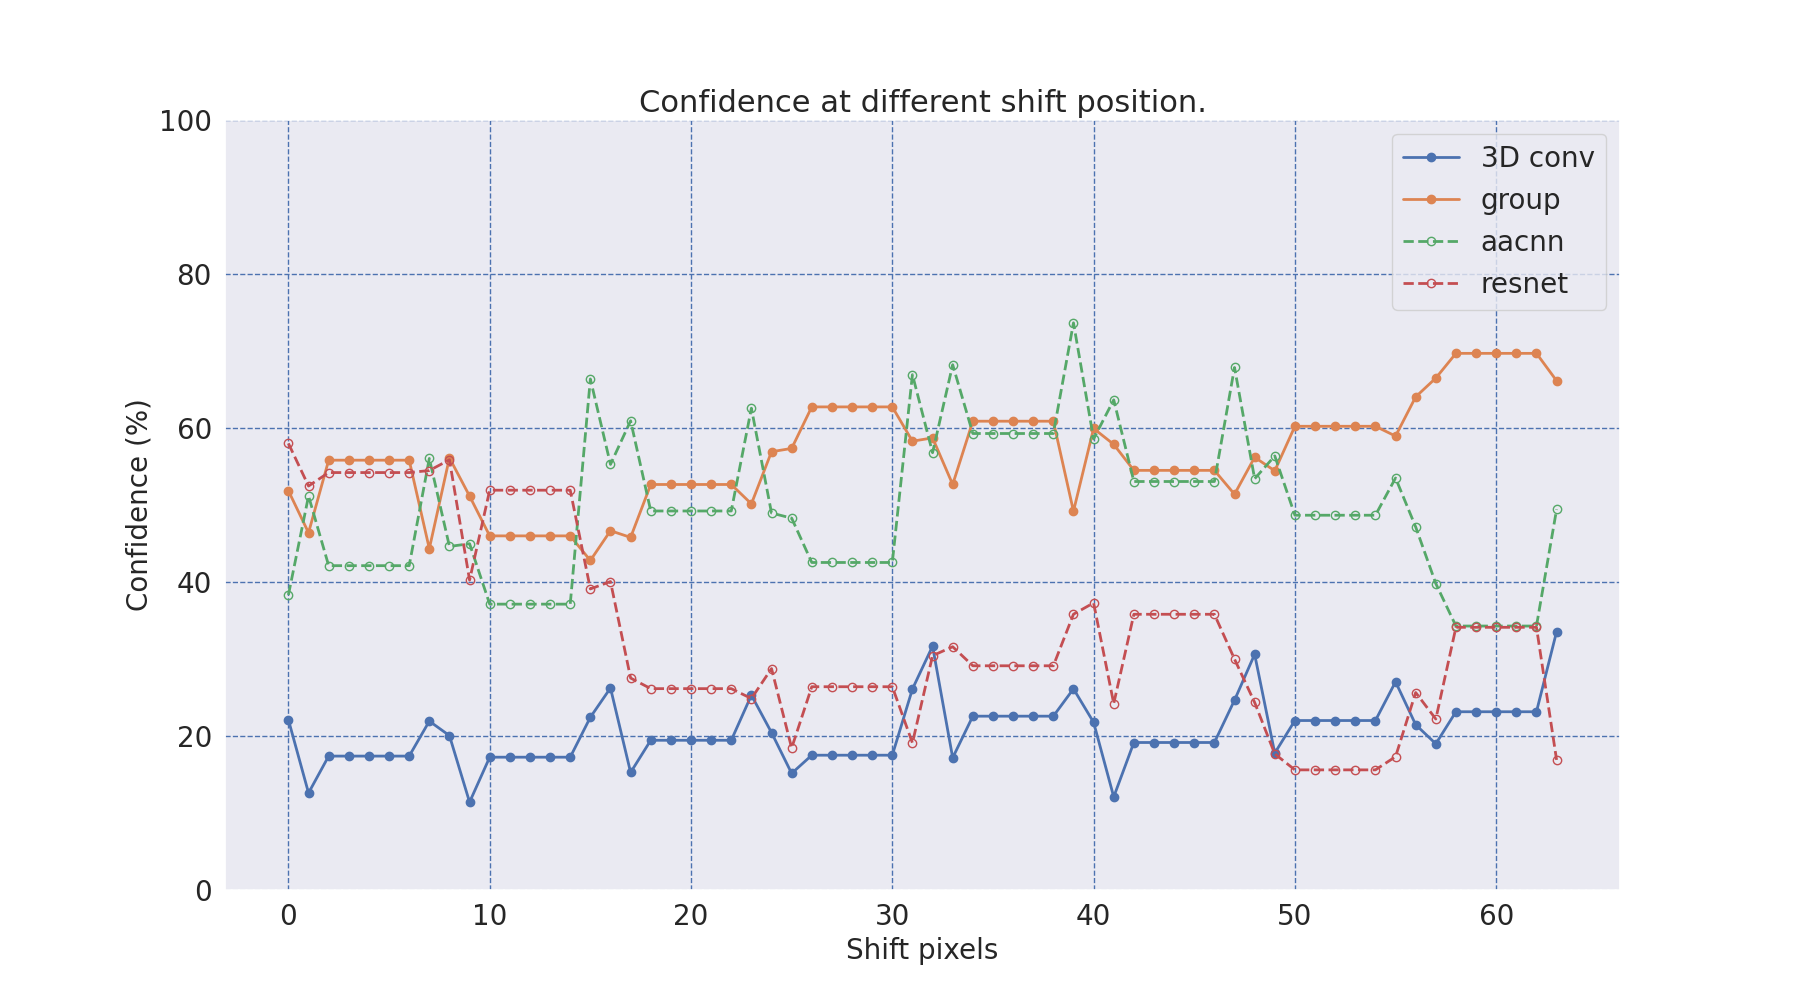 Confidence at different shift position.
100
80
60
40
20
0
Confidence (%)
3D conv
group
aacnn
resnet
0 10 20 30 40 50 60
Shift pixels